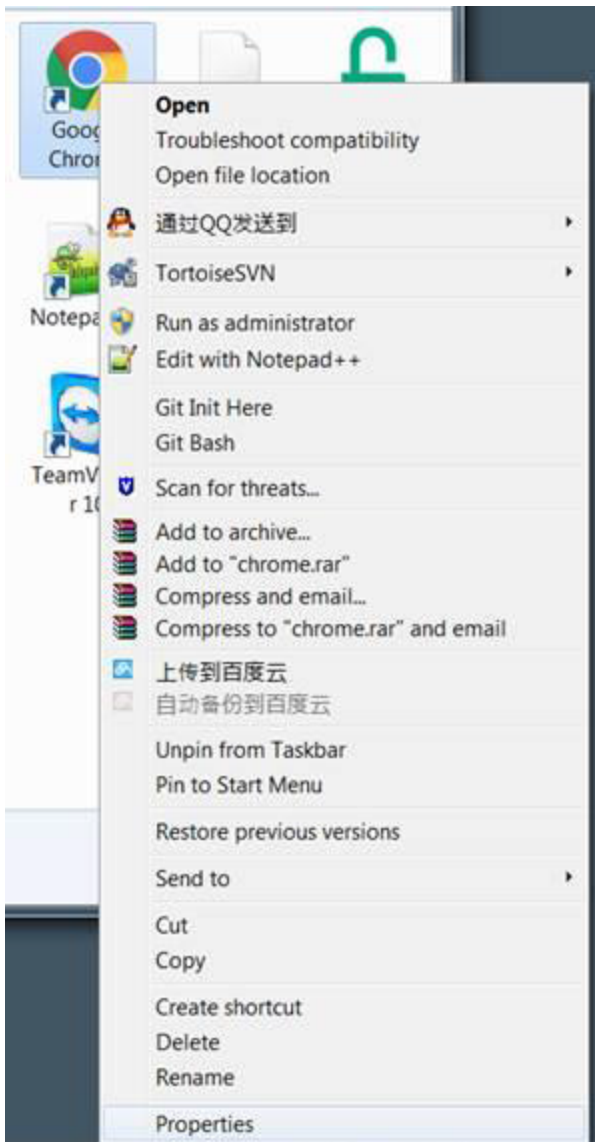 Goog
Chron
Notepa
TeamV
r 10
Open
Troubleshoot compatibility
Open file location
通过QQ发送到
TortoiseSVN
Run as administrator
Edit with Notepad++
Git Init Here
Git Bash
Scan for threats...
Add to archive...
Add to "chrome.rar"
Compress and email...
Compress to "chrome.rar" and email
上传到百度云
自动备份到百度云
Unpin from Taskbar
Pin to Start Menu
Restore previous versions
Send to
Cut
Copy
Create shortcut
Delete
Rename
Properties